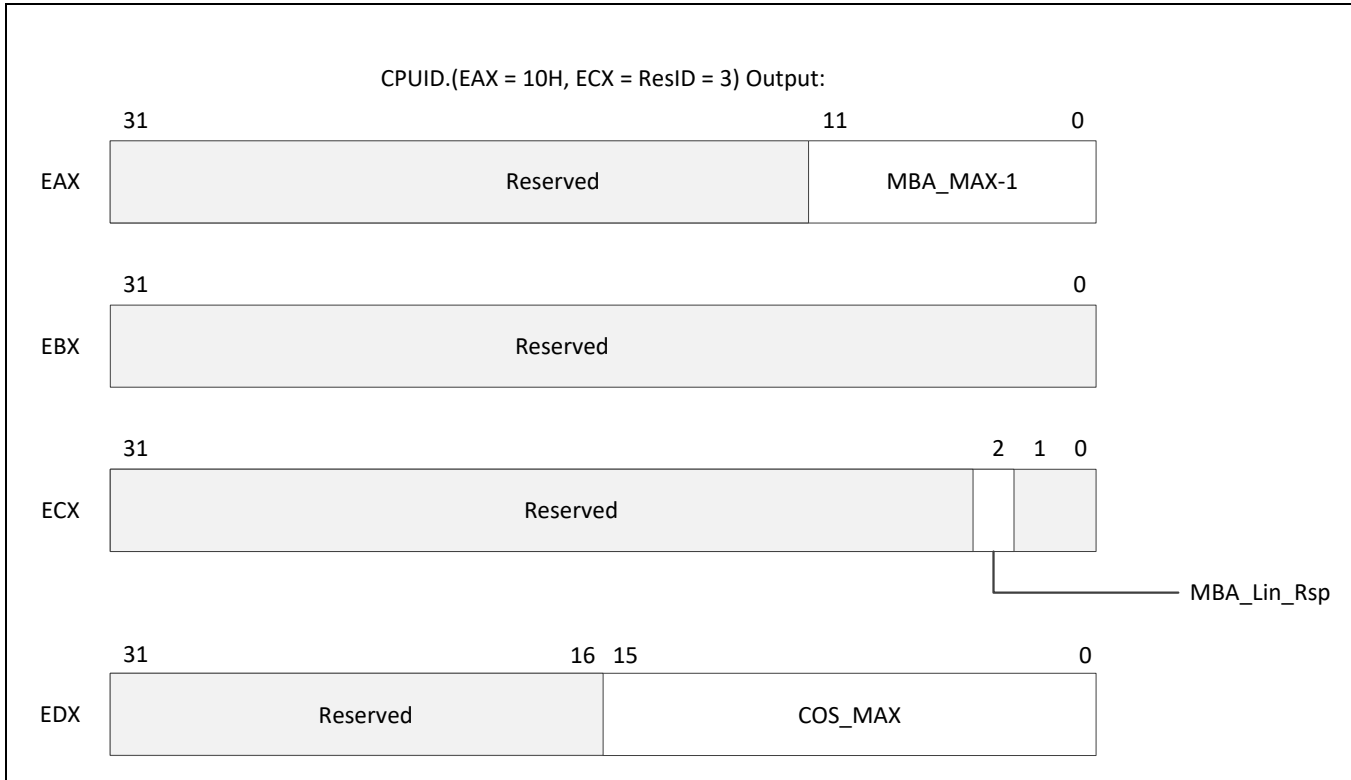 CPUID.(EAX = 10H, ECX = ResID = 3) Output:
31 11 0
EAX Reserved MBA_MAX-1
31 0
EBX Reserved
31 2 1 0
ECX Reserved
MBA_Lin_Rsp
31 16 15 0
EDX Reserved COS_MAX